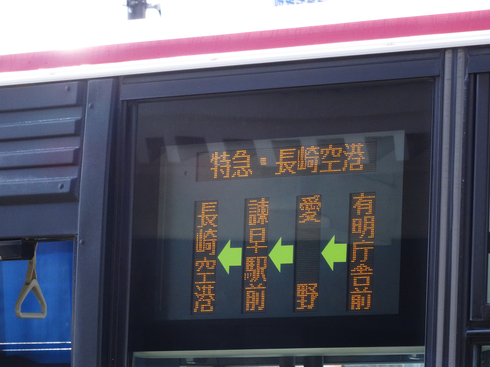 特急・長崎空港
有明庁舎前
愛野
諫早駅前
長崎空港